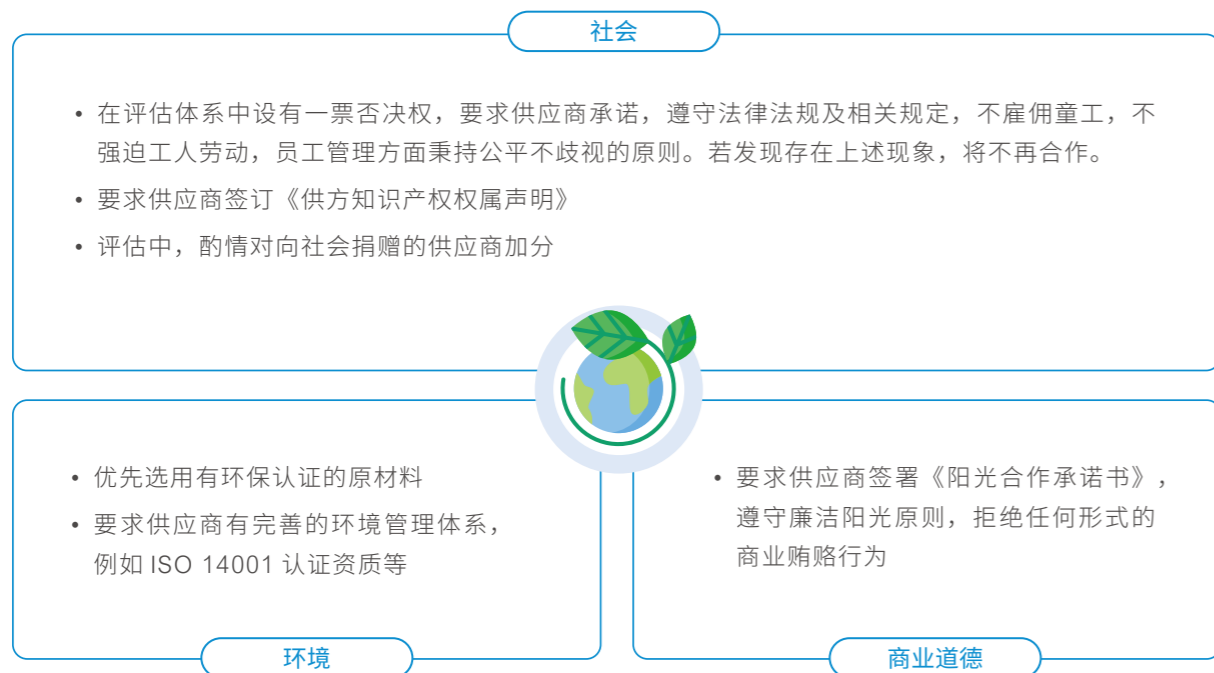 社会
• 在评估体系中设有一票否决权，要求供应商承诺，遵守法律法规及相关规定，不雇佣童工，不
强迫工人劳动，员工管理方面秉持公平不歧视的原则。若发现存在上述现象，将不再合作。
• 要求供应商签订《供方知识产权权属声明》
• 评估中，酌情对向社会捐赠的供应商加分
• 优先选用有环保认证的原材料
• 要求供应商有完善的环境管理体系，
例如 ISO 14001 认证资质等
环境
• 要求供应商签署《阳光合作承诺书》，
遵守廉洁阳光原则，拒绝任何形式的
商业贿赂行为
商业道德